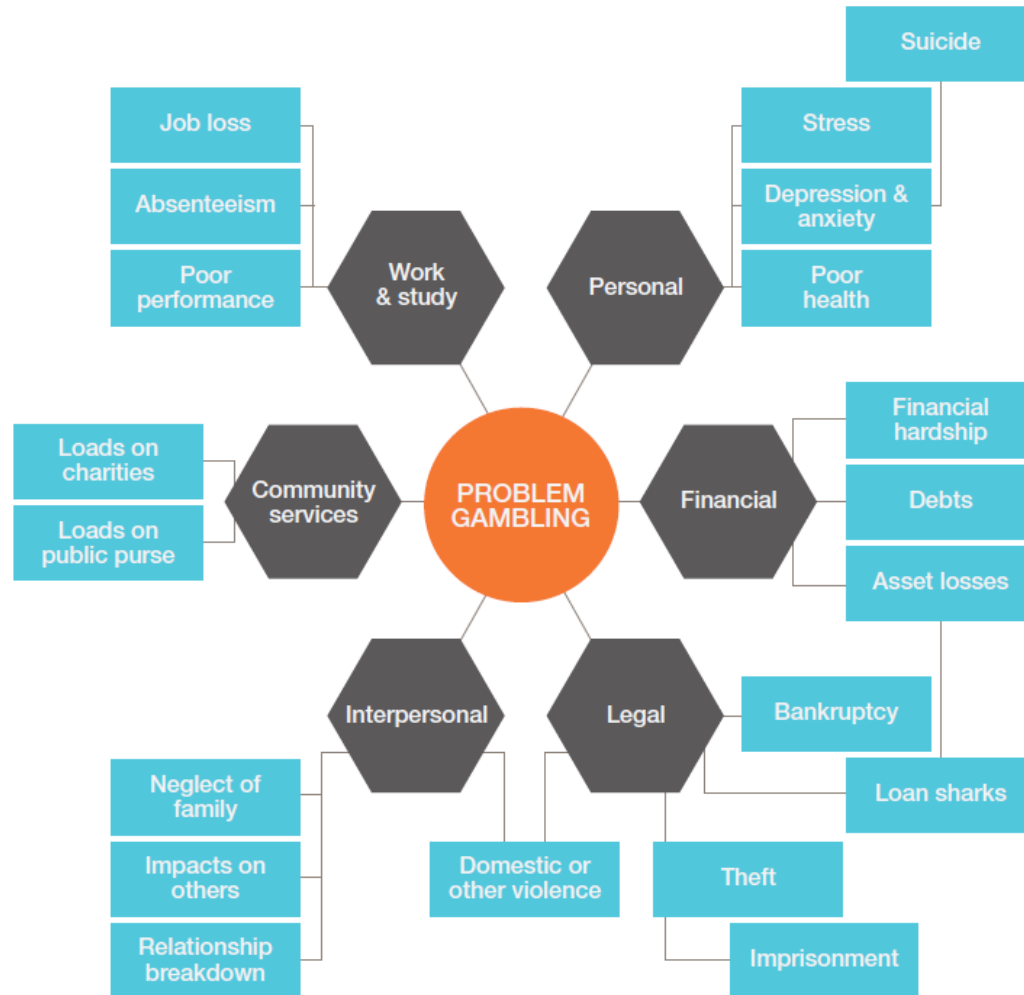 Suicide
Job loss
Stress
Absenteeism
Depression &
anxiety
Poor
performance
Work
& study
Personal
Poor
health
Financial
hardship
Loads on
charities
Community
services
PROBLEM
GAMBLING
Financial
Debts
Loads on
public purse
Asset losses
Interpersonal
Legal
Bankruptcy
Neglect of
family
Loan sharks
Impacts on
others
Domestic or
other violence
Theft
Relationship
breakdown
Imprisonment